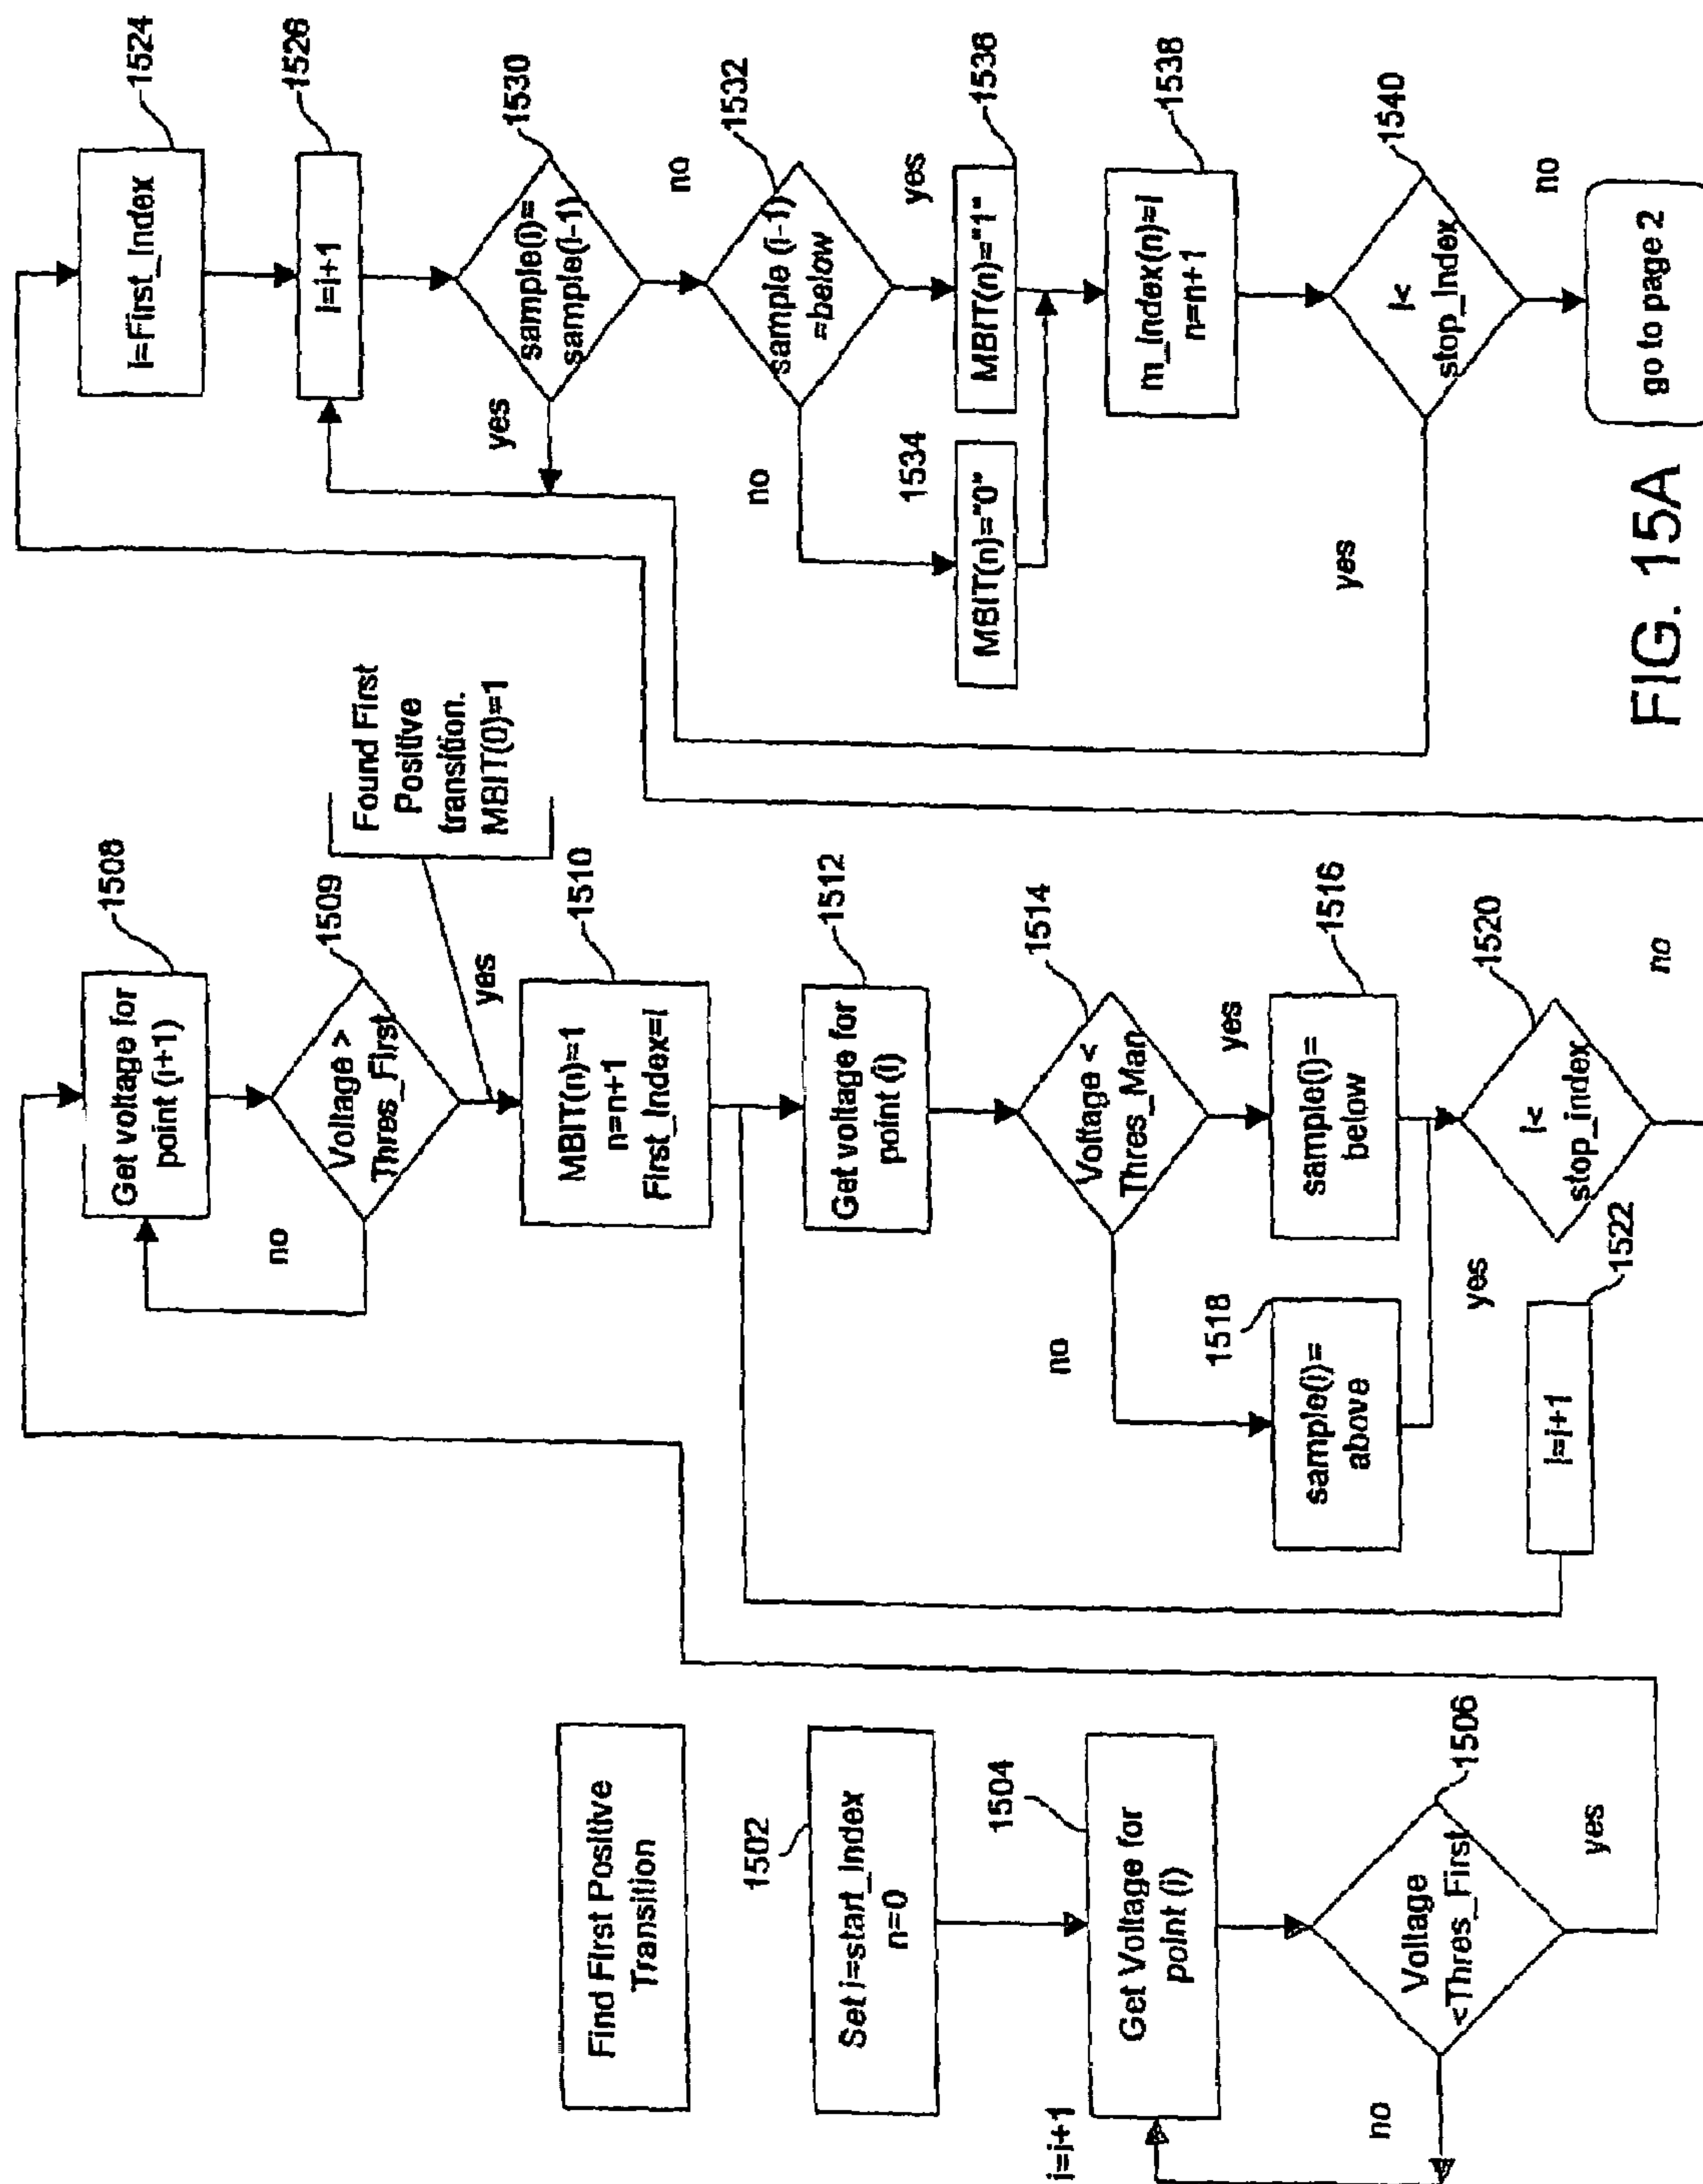 Find First Positive
Transition
1502
Set i=start_Index
n=0
1504
Get Voltage for
point (i)
i=i+1
1506
Voltage
<Thres_First
no
yes
1508
Get voltage for
point (i+1)
1509
Voltage >
Thres_First
no
yes
Found First
Positive
transition.
MBIT(0)=1
1510
MBIT(n)=1
n=n+1
First_Index=I
1512
Get voltage for
point (i)
1514
Voltage <
Thres_Man
no
yes
1516
sample(i)=
below
1518
sample(i)=
above
1520
I<
stop_index
yes
no
1522
I=i+1
1524
I=First_Index
1526
I=i+1
1530
sample(i)=
sample(i-1)
yes
no
1532
sample (i-1)
=below
no
yes
1534
MBIT(n)="0"
1536
MBIT(n)="1"
1538
m_Index(n)=I
n=n+1
1540
I<
stop_Index
yes
no
go to page 2
FIG. 15A